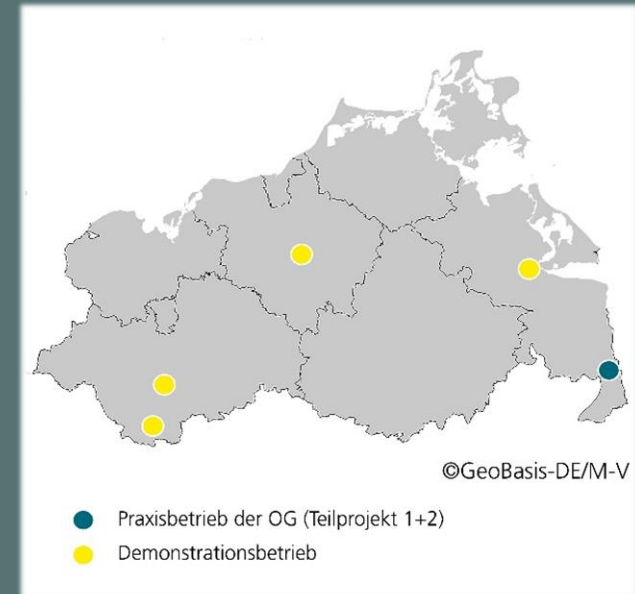 ©GeoBasis-DE/M-V
Praxisbetrieb der OG (Teilprojekt 1+2)
Demonstrationsbetrieb